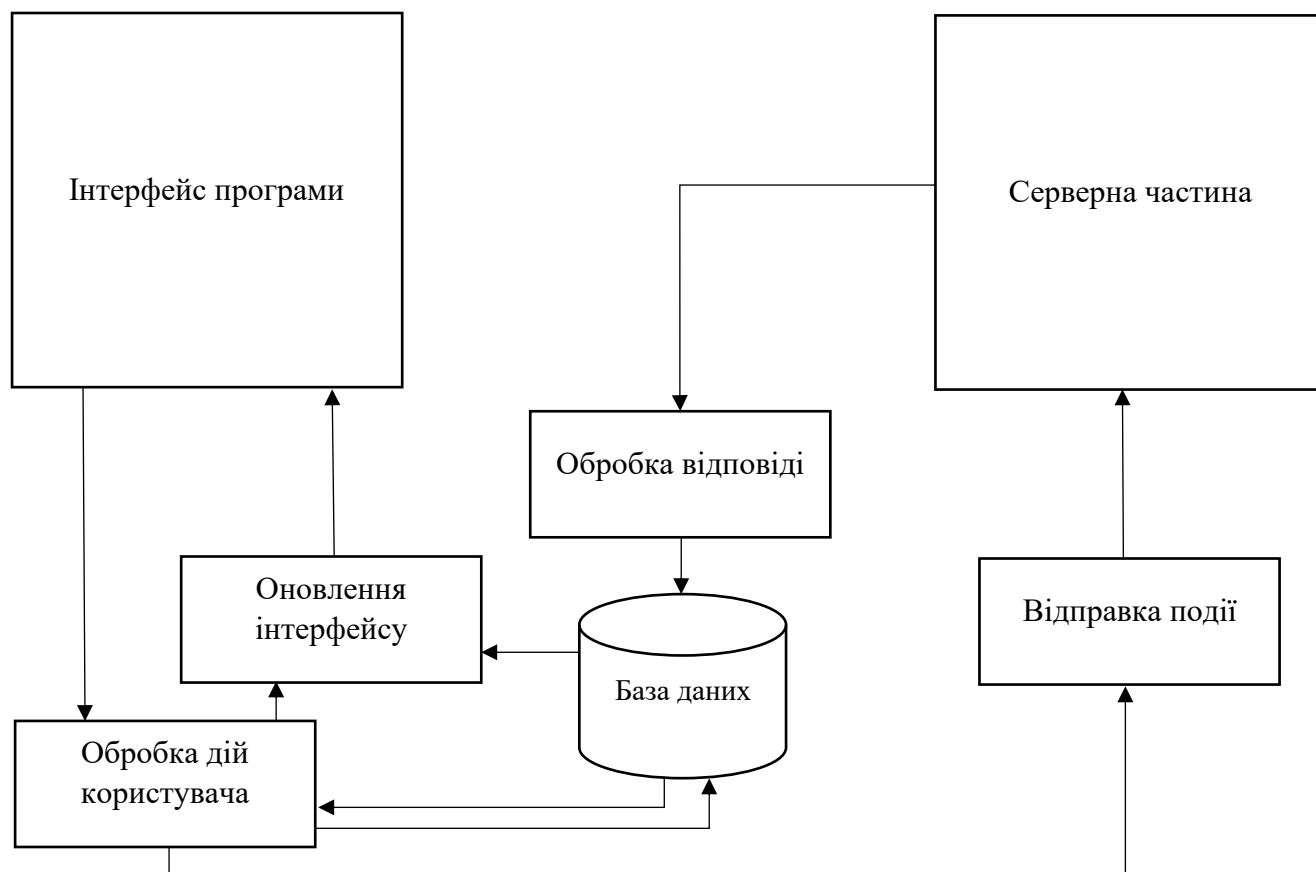 Інтерфейс програми
Серверна частина
Обробка відповіді
Оновлення
інтерфейсу
Відправка події
База даних
Обробка дій
користувача